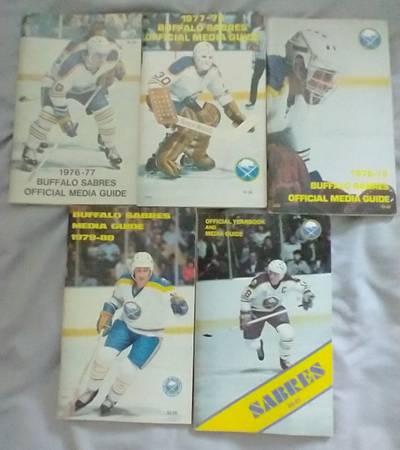 1976-77
BUFFALO SABRES
OFFICIAL MEDIA GUIDE
1977-78
BUFFALO SABRES
OFFICIAL MEDIA GUIDE
30
1978-79
BUFFALO SABRES
OFFICIAL MEDIA GUIDE
BUFFALO SABRES
MEDIA GUIDE
1979-80
OFFICIAL YEARBOOK
AND
MEDIA GUIDE
C
SABRES